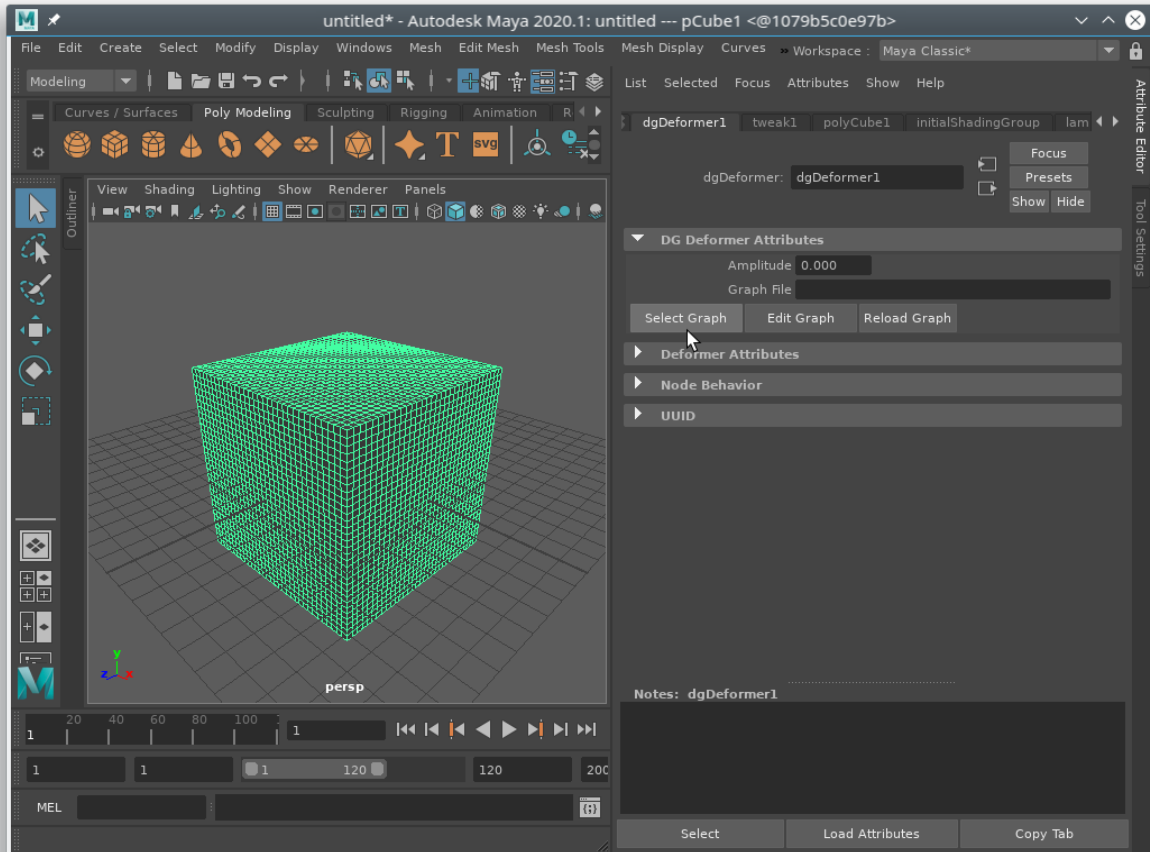 untitled* - Autodesk Maya 2020.1: untitled --- pCube1 <@1079b5c0e97b>
File Edit Create Select Modify Display Windows Mesh Edit Mesh Mesh Tools Mesh Display Curves » Workspace : Maya Classic*
Modeling
List Selected Focus Attributes Show Help
Curves / Surfaces Poly Modeling Sculpting Rigging Animation R
T svg
dgDeformer1 tweak1 polyCube1 initialShadingGroup lam
Focus
dgDeformer: dgDeformer1 Presets
Show Hide
Attribute Editor
Tool Settings
Outliner
View Shading Lighting Show Renderer Panels
DG Deformer Attributes
Amplitude 0.000
Graph File
Select Graph Edit Graph Reload Graph
Deformer Attributes
Node Behavior
UUID
y
z x
persp
Notes: dgDeformer1
20 40 60 80 100
1 1
1 1 1 120 120 200
MEL
Select Load Attributes Copy Tab